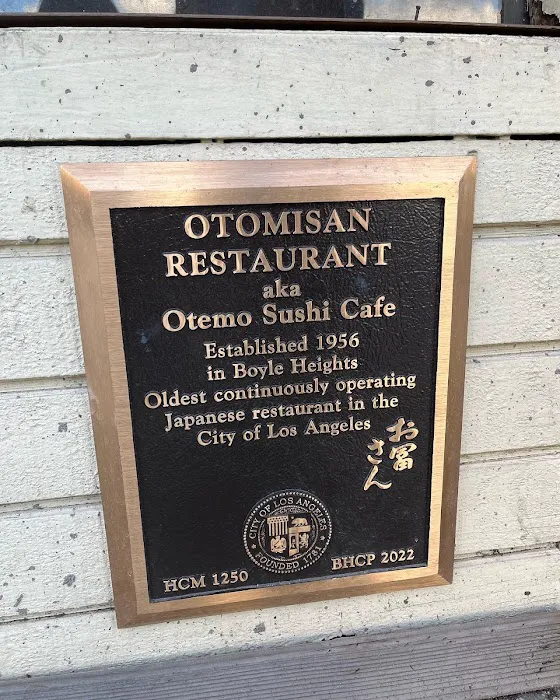 OTOMISAN
RESTAURANT
aka
Otemo Sushi Cafe
Established 1956
in Boyle Heights
Oldest continuously operating
Japanese restaurant in the
City of Los Angeles
お冨
さん
CITY OF LOS ANGELES
FOUNDED 1781
HCM 1250
BHCP 2022